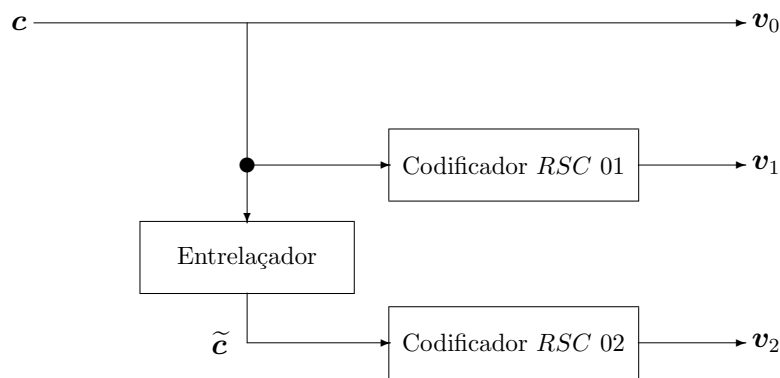 c v₀
Codificador RSC 01 v₁
Entrelaçador
c̃ Codificador RSC 02 v₂